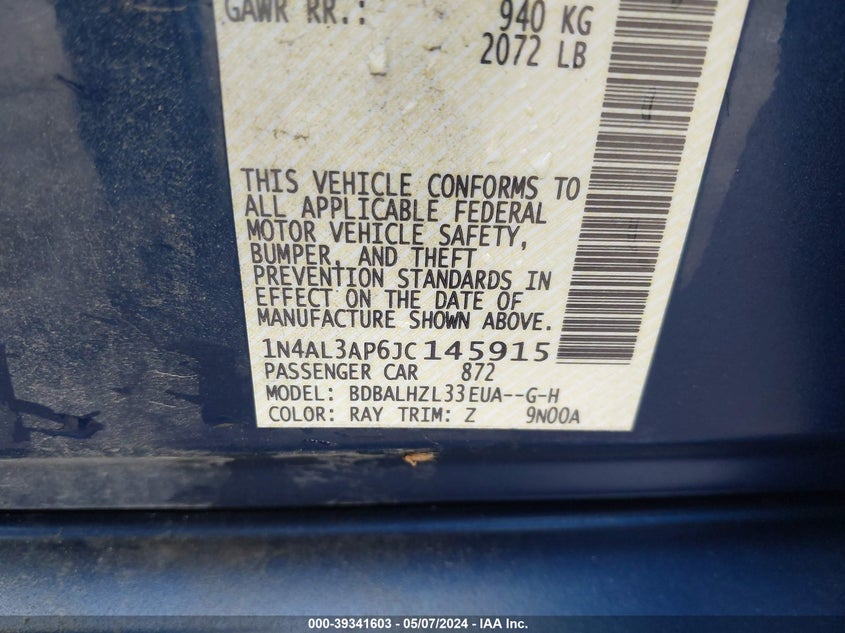 GAWR RR.: 940 KG
2072 LB
THIS VEHICLE CONFORMS TO
ALL APPLICABLE FEDERAL
MOTOR VEHICLE SAFETY,
BUMPER, AND THEFT
PREVENTION STANDARDS IN
EFFECT ON THE DATE OF
MANUFACTURE SHOWN ABOVE.
1N4AL3AP6JC145915
PASSENGER CAR 872
MODEL: BDBALHZL33EUA--G-H
COLOR: RAY TRIM: Z 9N00A
000-39341603 — 05/07/2024 — IAA Inc.